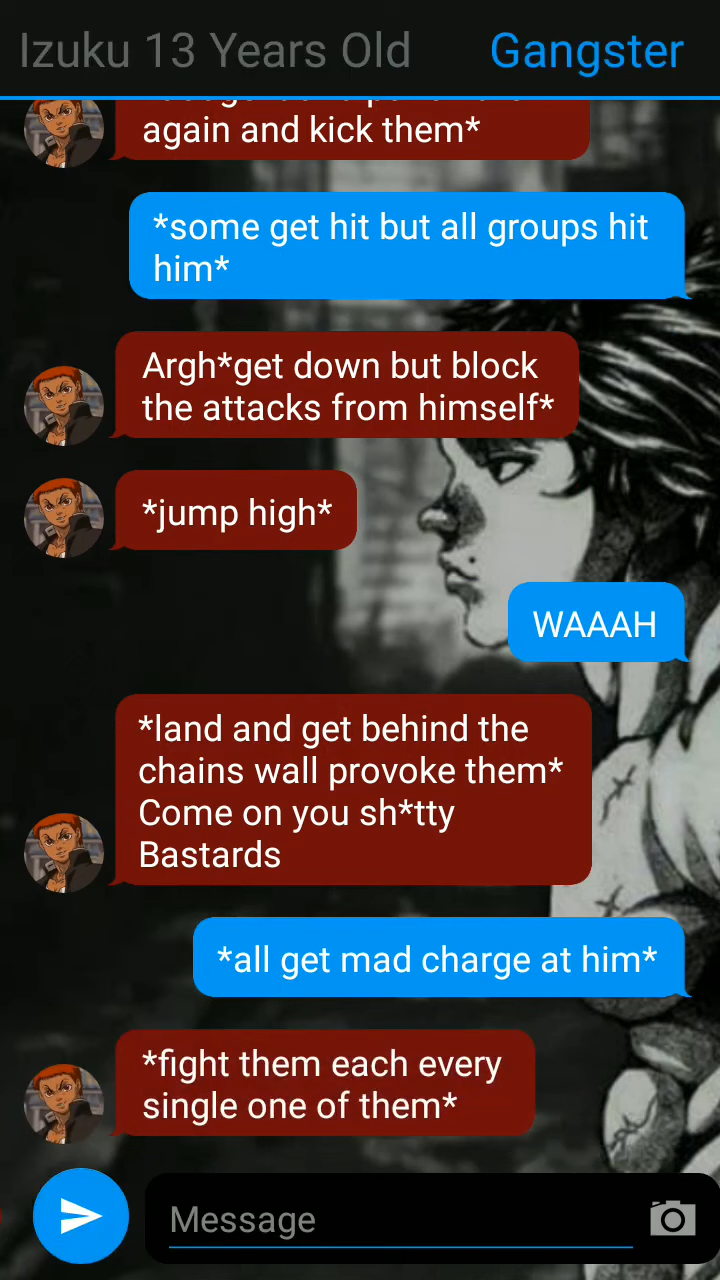 Izuku 13 Years Old Gangster
again and kick them*
*some get hit but all groups hit
him*
Argh*get down but block
the attacks from himself*
*jump high*
WAAAH
*land and get behind the
chains wall provoke them*
Come on you sh*tty
Bastards
*all get mad charge at him*
*fight them each every
single one of them*
Message